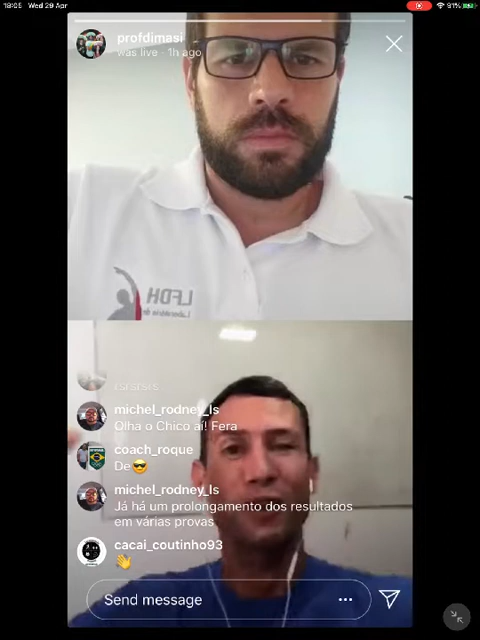 18:05 Wed 29 Apr
91%
profdimasi
was live · 1h ago
LFDH
michel_rodney_ls
Olha o Chico aí! Fera
coach_roque
De😎
michel_rodney_ls
Já há um prolongamento dos resultados
em várias provas
cacai_coutinho93
👏
Send message